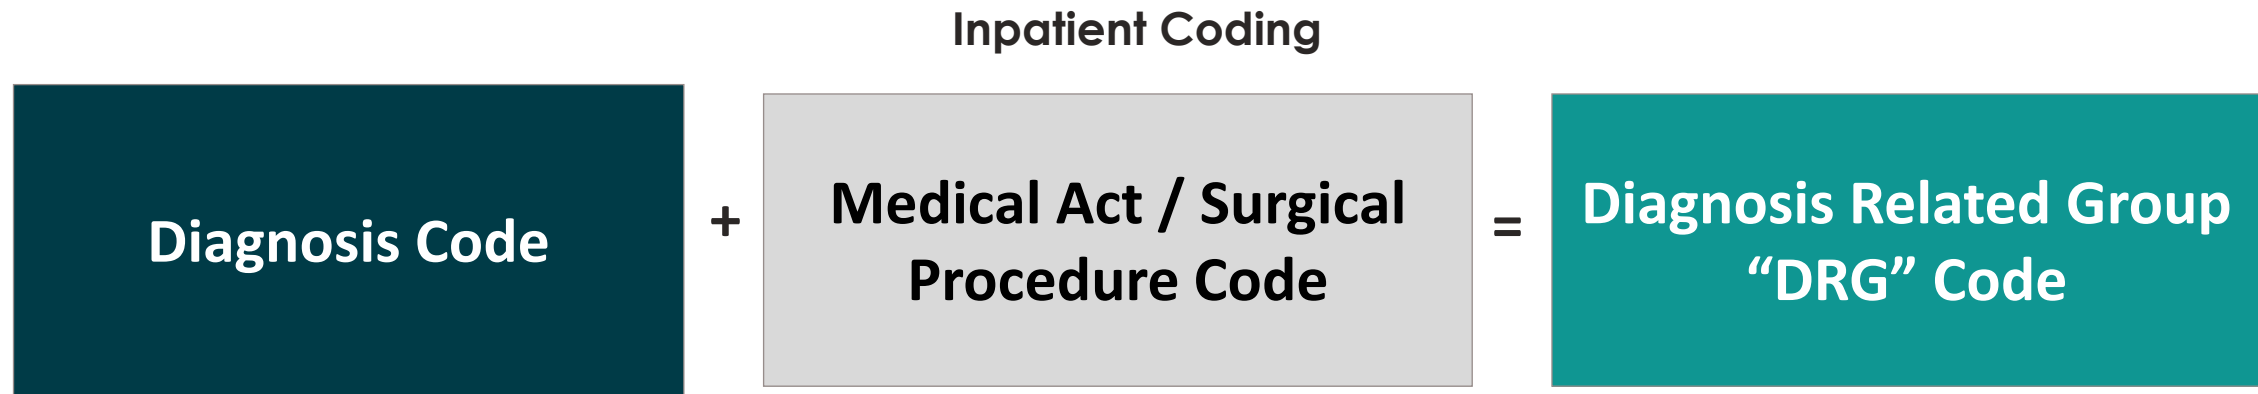 Inpatient Coding
Diagnosis Code
+
Medical Act / Surgical
Procedure Code
=
Diagnosis Related Group
“DRG” Code